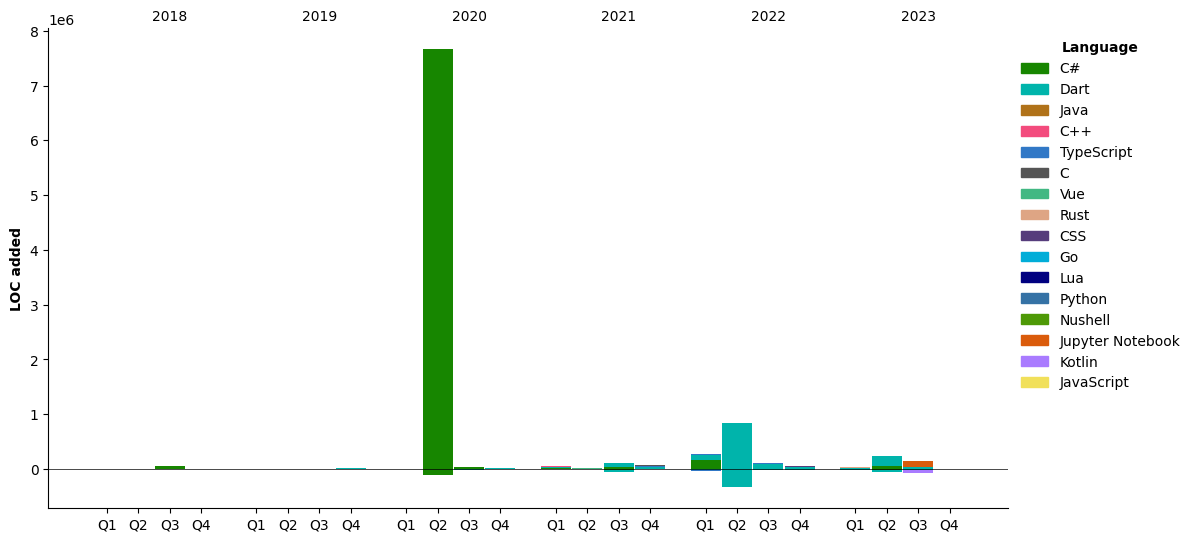 1e6
2018 2019 2020 2021 2022 2023
8
7
6
5
4
3
2
1
0
LOC added
Q1 Q2 Q3 Q4 Q1 Q2 Q3 Q4 Q1 Q2 Q3 Q4 Q1 Q2 Q3 Q4 Q1 Q2 Q3 Q4 Q1 Q2 Q3 Q4
Language
C#
Dart
Java
C++
TypeScript
C
Vue
Rust
CSS
Go
Lua
Python
Nushell
Jupyter Notebook
Kotlin
JavaScript